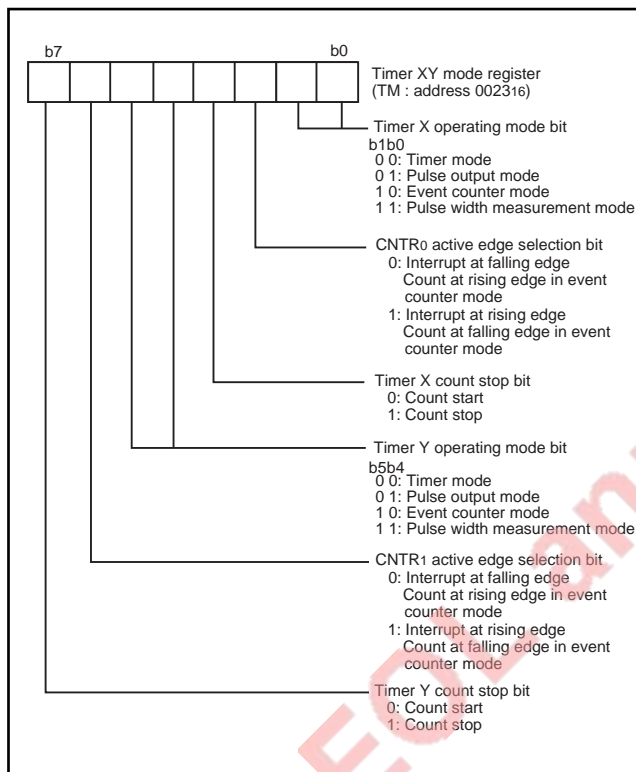 b7 b0
Timer XY mode register
(TM : address 002316)
Timer X operating mode bit
b1b0
0 0: Timer mode
0 1: Pulse output mode
1 0: Event counter mode
1 1: Pulse width measurement mode
CNTR0 active edge selection bit
0: Interrupt at falling edge
Count at rising edge in event
counter mode
1: Interrupt at rising edge
Count at falling edge in event
counter mode
Timer X count stop bit
0: Count start
1: Count stop
Timer Y operating mode bit
b5b4
0 0: Timer mode
0 1: Pulse output mode
1 0: Event counter mode
1 1: Pulse width measurement mode
CNTR1 active edge selection bit
0: Interrupt at falling edge
Count at rising edge in event
counter mode
1: Interrupt at rising edge
Count at falling edge in event
counter mode
Timer Y count stop bit
0: Count start
1: Count stop
EOL an